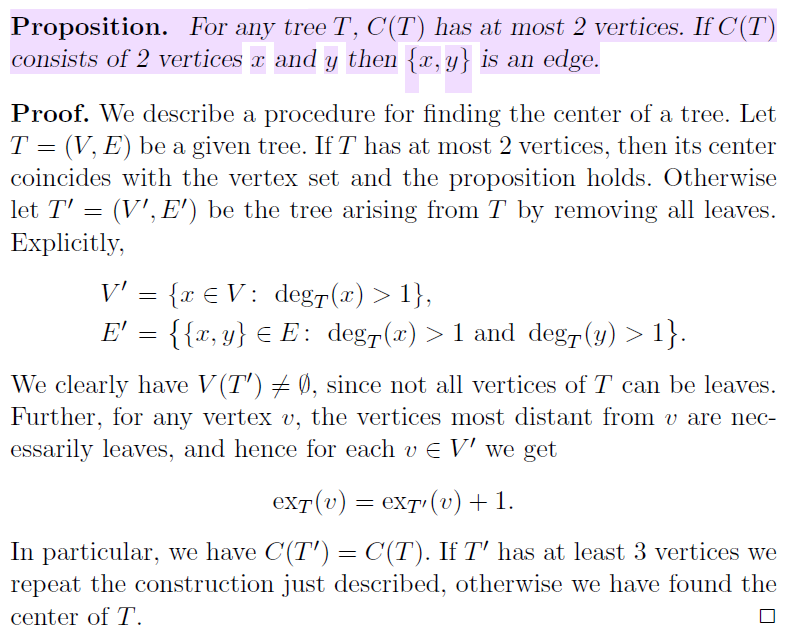 Proposition. For any tree T, C(T) has at most 2 vertices. If C(T)
consists of 2 vertices x and y then {x, y} is an edge.
Proof. We describe a procedure for finding the center of a tree. Let
T = (V, E) be a given tree. If T has at most 2 vertices, then its center
coincides with the vertex set and the proposition holds. Otherwise
let T′ = (V′, E′) be the tree arising from T by removing all leaves.
Explicitly,
V′ = {x ∈ V : deg_T(x) > 1},
E′ = {{x, y} ∈ E : deg_T(x) > 1 and deg_T(y) > 1}.
We clearly have V(T′) ≠ ∅, since not all vertices of T can be leaves.
Further, for any vertex v, the vertices most distant from v are nec-
essarily leaves, and hence for each v ∈ V′ we get
ex_T(v) = ex_T′(v) + 1.
In particular, we have C(T′) = C(T). If T′ has at least 3 vertices we
repeat the construction just described, otherwise we have found the
center of T. □